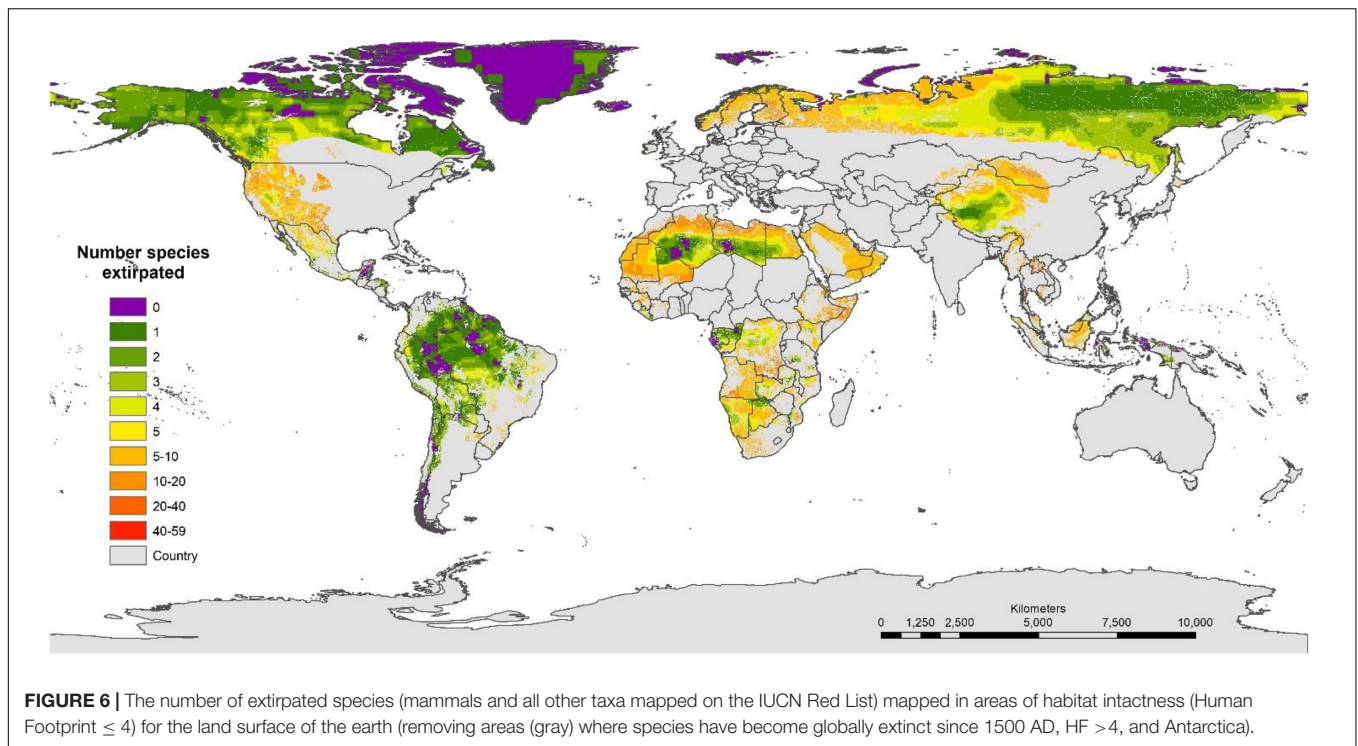 Number species
extirpated
0
1
2
3
4
5
5-10
10-20
20-40
40-59
Country
Kilometers
0 1,250 2,500 5,000 7,500 10,000
FIGURE 6 | The number of extirpated species (mammals and all other taxa mapped on the IUCN Red List) mapped in areas of habitat intactness (Human
Footprint ≤ 4) for the land surface of the earth (removing areas (gray) where species have become globally extinct since 1500 AD, HF >4, and Antarctica).